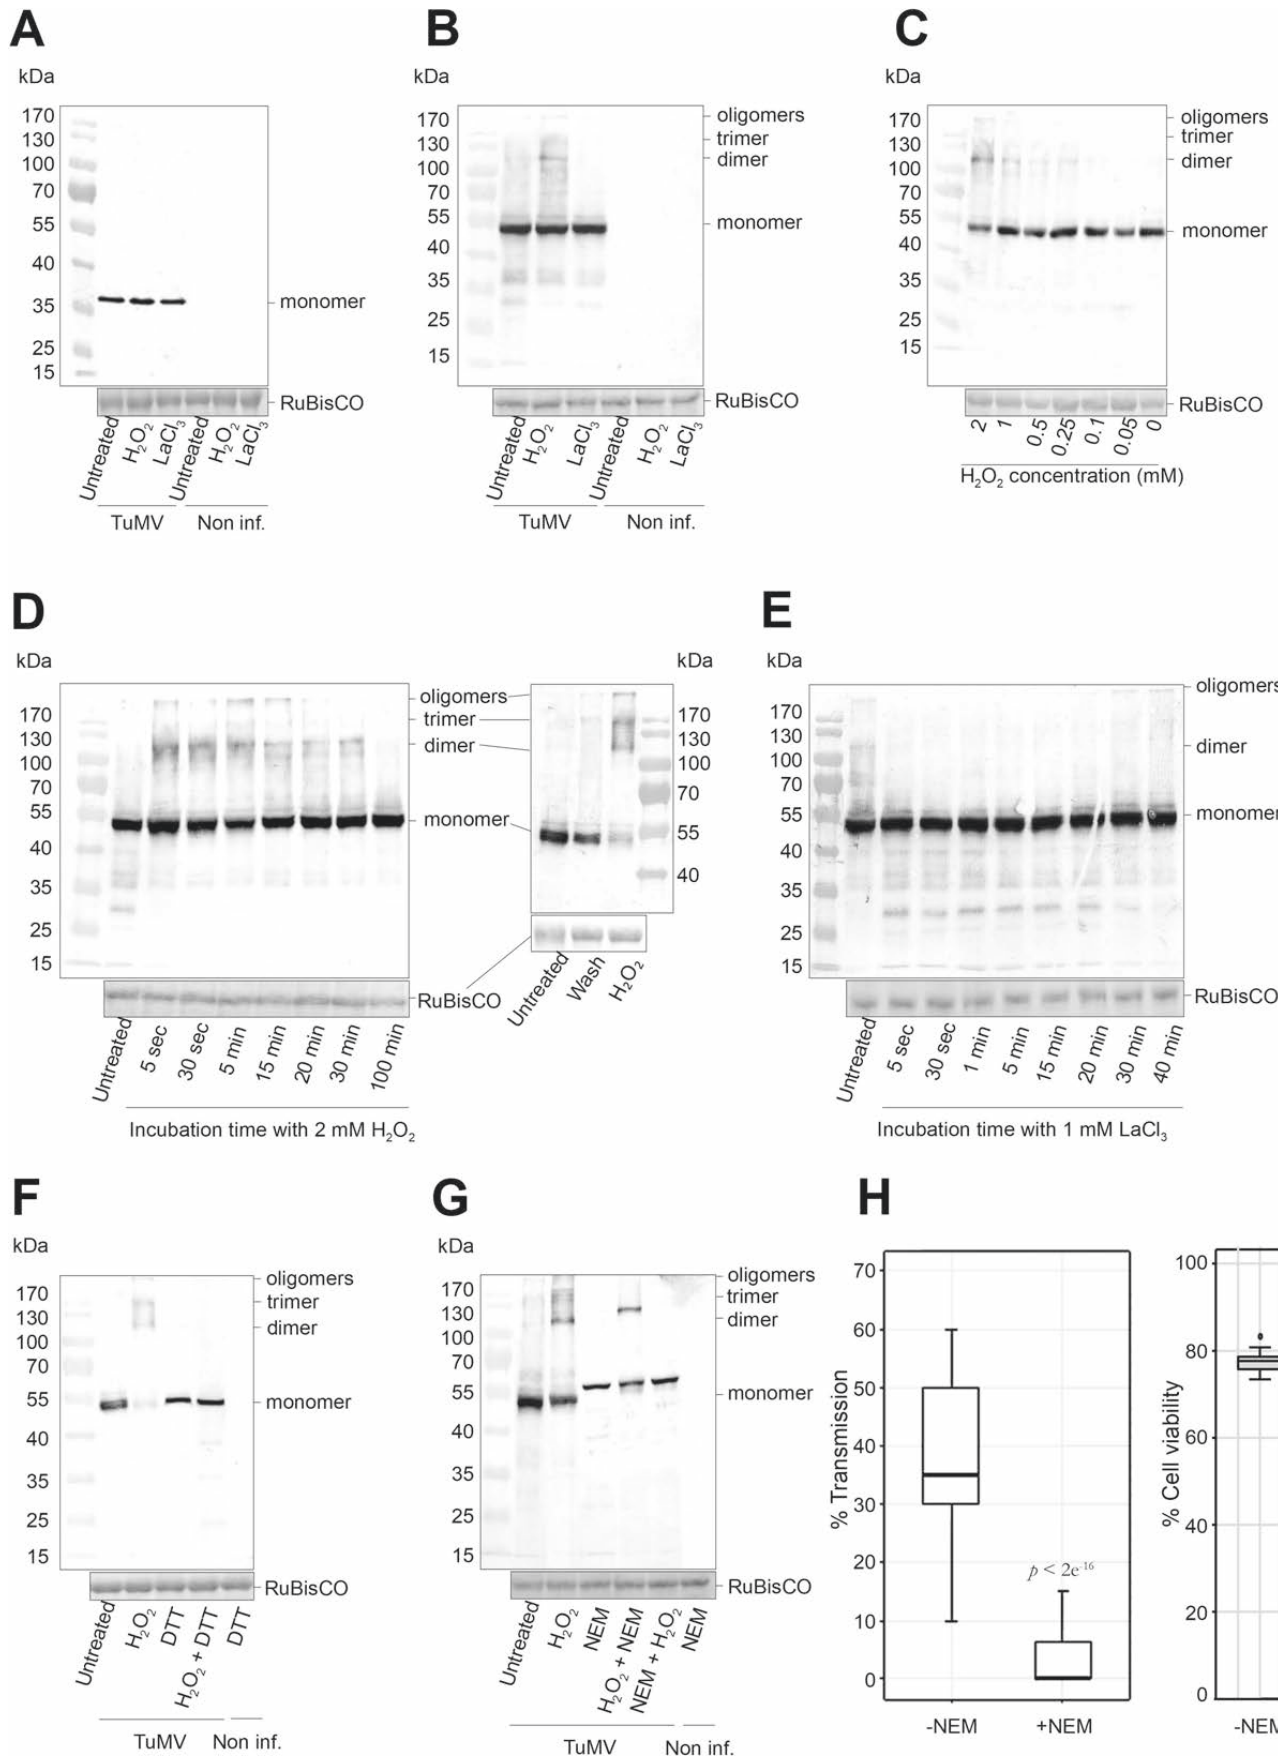 A
kDa
170
130
100
70
55
40
35
25
15
monomer
RuBisCO
Untreated
H₂O₂
LaCl₃
Untreated
H₂O₂
LaCl₃
TuMV
Non inf.
B
kDa
170
130
100
70
55
40
35
25
15
oligomers
trimer
dimer
monomer
RuBisCO
Untreated
H₂O₂
LaCl₃
Untreated
H₂O₂
LaCl₃
TuMV
Non inf.
C
kDa
170
130
100
70
55
40
35
25
15
oligomers
trimer
dimer
monomer
RuBisCO
2
1
0.5
0.25
0.1
0.05
0
H₂O₂ concentration (mM)
D
kDa
170
130
100
70
55
40
35
25
15
oligomers
trimer
dimer
monomer
RuBisCO
Untreated
5 sec
30 sec
5 min
15 min
20 min
30 min
100 min
Incubation time with 2 mM H₂O₂
kDa
170
130
100
70
55
40
Untreated
Wash
H₂O₂
E
kDa
170
130
100
70
55
40
35
25
15
oligomers
dimer
monomer
RuBisCO
Untreated
5 sec
30 sec
1 min
5 min
15 min
20 min
30 min
40 min
Incubation time with 1 mM LaCl₃
F
kDa
170
130
100
70
55
40
35
25
15
oligomers
trimer
dimer
monomer
RuBisCO
Untreated
H₂O₂
DTT
H₂O₂ + DTT
DTT
TuMV
Non inf.
G
kDa
170
130
100
70
55
40
35
25
15
oligomers
trimer
dimer
monomer
RuBisCO
Untreated
H₂O₂
NEM
H₂O₂ + NEM
NEM + H₂O₂
NEM
TuMV
Non inf.
H
% Transmission
70
60
50
40
30
20
10
0
p < 2e⁻¹⁶
-NEM
+NEM
% Cell viability
100
80
60
40
20
0
-NEM